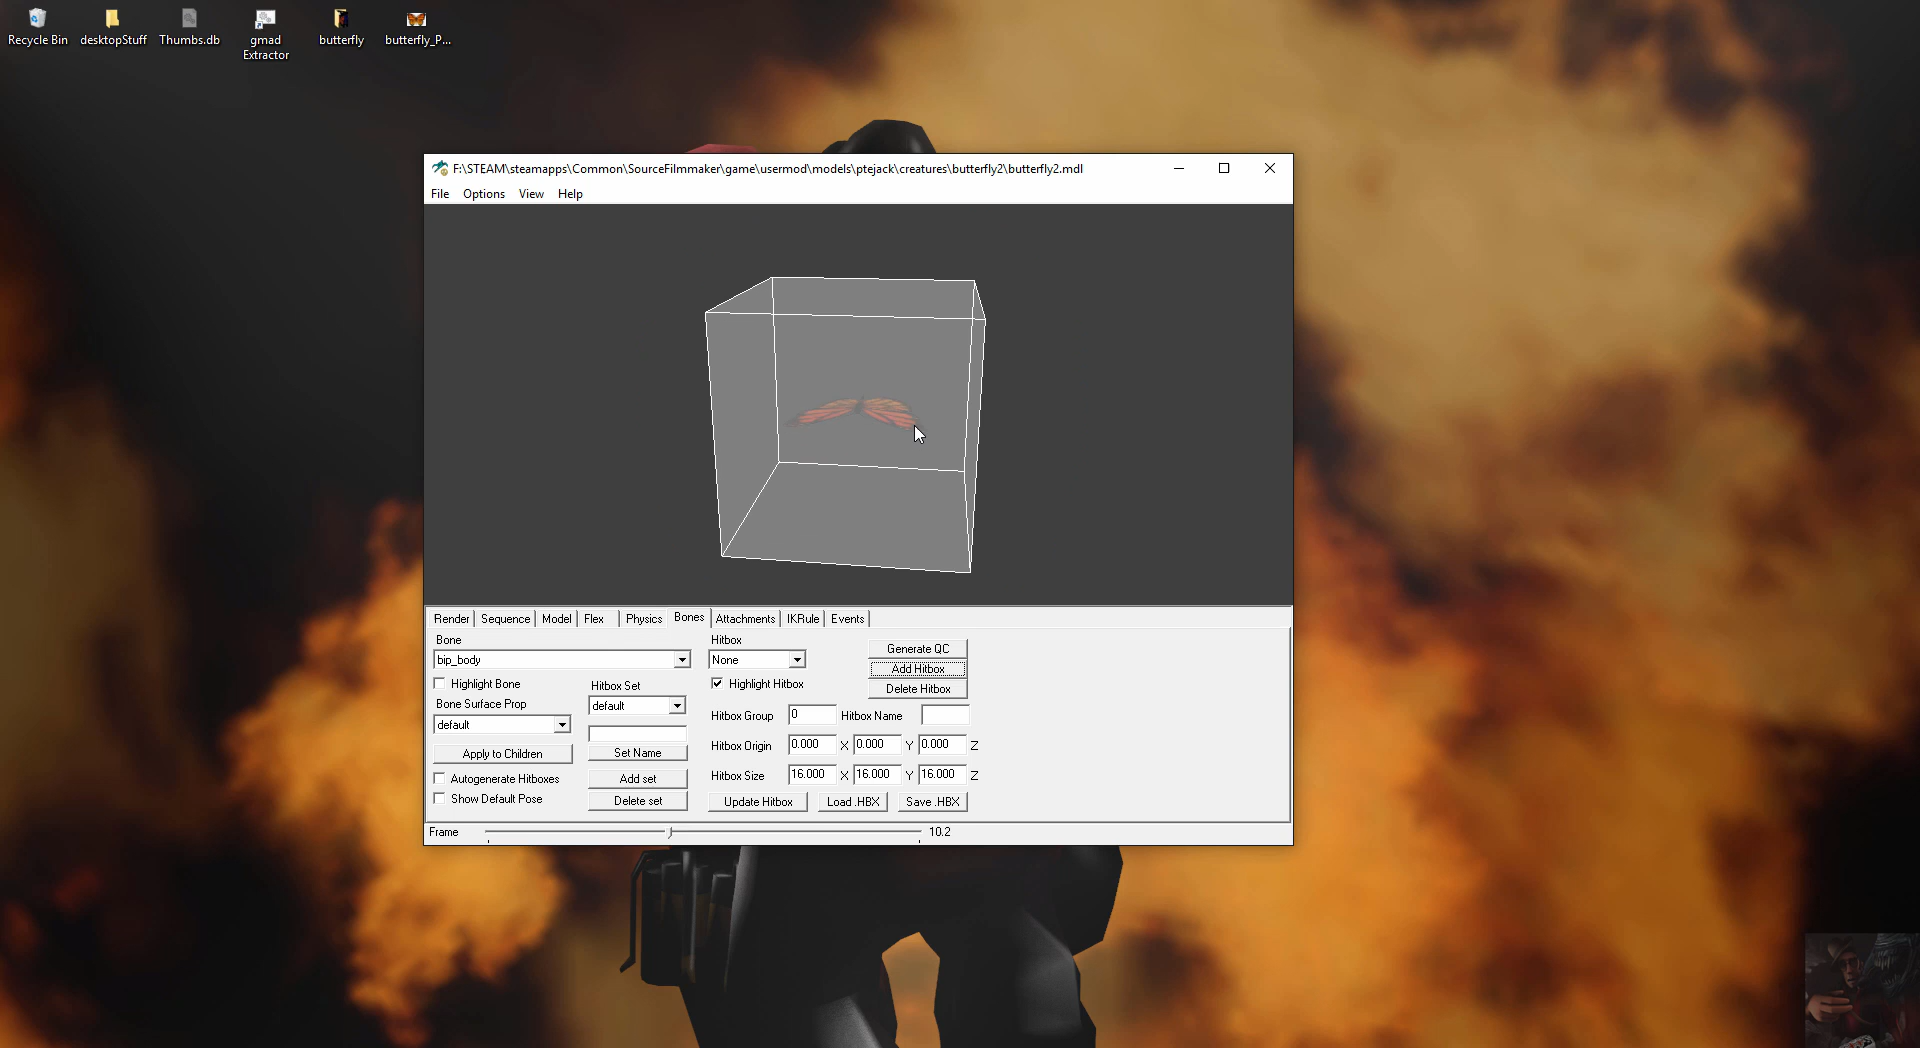 Recycle Bin
desktopStuff
Thumbs.db
gmad
Extractor
butterfly
butterfly_P...
F:\STEAM\steamapps\Common\SourceFilmmaker\game\usermod\models\ptejack\creatures\butterfly2\butterfly2.mdl
File Options View Help
Render Sequence Model Flex Physics Bones Attachments IKRule Events
Bone
bip_body
Highlight Bone
Bone Surface Prop
default
Apply to Children
Autogenerate Hitboxes
Show Default Pose
Hitbox Set
default
Set Name
Add set
Delete set
Hitbox
None
Highlight Hitbox
Generate QC
Add Hitbox
Delete Hitbox
Hitbox Group 0 Hitbox Name
Hitbox Origin 0.000 X 0.000 Y 0.000 Z
Hitbox Size 16.000 X 16.000 Y 16.000 Z
Update Hitbox Load .HBX Save .HBX
Frame 10.2